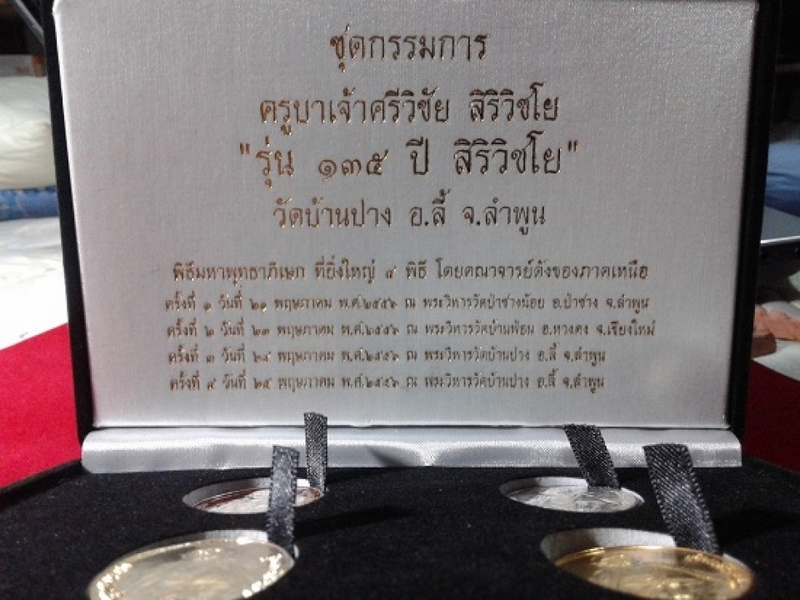 ชุดกรรมการ
ครูบาเจ้าศรีวิชัย สิริวิชโย
"รุ่น ๑๓๕ ปี สิริวิชโย"
วัดบ้านปาง อ.ลี้ จ.ลำพูน
พิธีมหาพุทธาภิเษก ที่ยิ่งใหญ่ ๔ พิธี โดยคณาจารย์ดังของภาคเหนือ
ครั้งที่ ๑ วันที่ ๒๑ พฤษภาคม พ.ศ.๒๕๕๖ ณ พระวิหารวัดป่าซางน้อย อ.ป่าซาง จ.ลำพูน
ครั้งที่ ๒ วันที่ ๒๓ พฤษภาคม พ.ศ.๒๕๕๖ ณ พระวิหารวัดบ้านฟ่อน อ.หางดง จ.เชียงใหม่
ครั้งที่ ๓ วันที่ ๒๔ พฤษภาคม พ.ศ.๒๕๕๖ ณ พระวิหารวัดบ้านปาง อ.ลี้ จ.ลำพูน
ครั้งที่ ๔ วันที่ ๒๕ พฤษภาคม พ.ศ.๒๕๕๖ ณ พระวิหารวัดบ้านปาง อ.ลี้ จ.ลำพูน